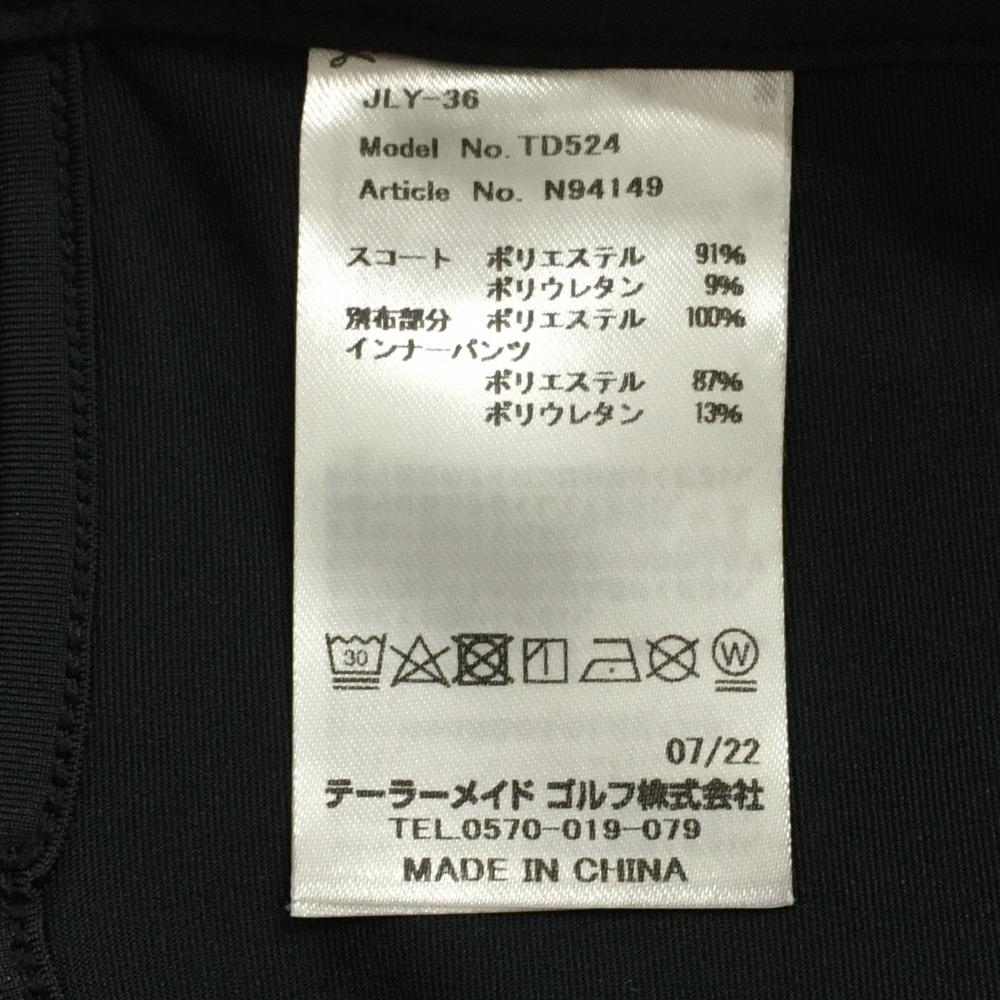 JLY-36
Model No. TD524
Article No. N94149
スコート ポリエステル 91%
ポリウレタン 9%
別布部分 ポリエステル 100%
インナーパンツ
ポリエステル 87%
ポリウレタン 13%
30 W
07/22
テーラーメイド ゴルフ株式会社
TEL.0570-019-079
MADE IN CHINA